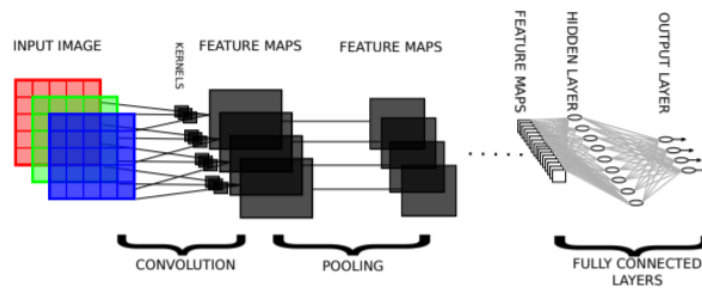 INPUT IMAGE
KERNELS
FEATURE MAPS
FEATURE MAPS
FEATURE MAPS
HIDDEN LAYER
OUTPUT LAYER
CONVOLUTION
POOLING
FULLY CONNECTED
LAYERS